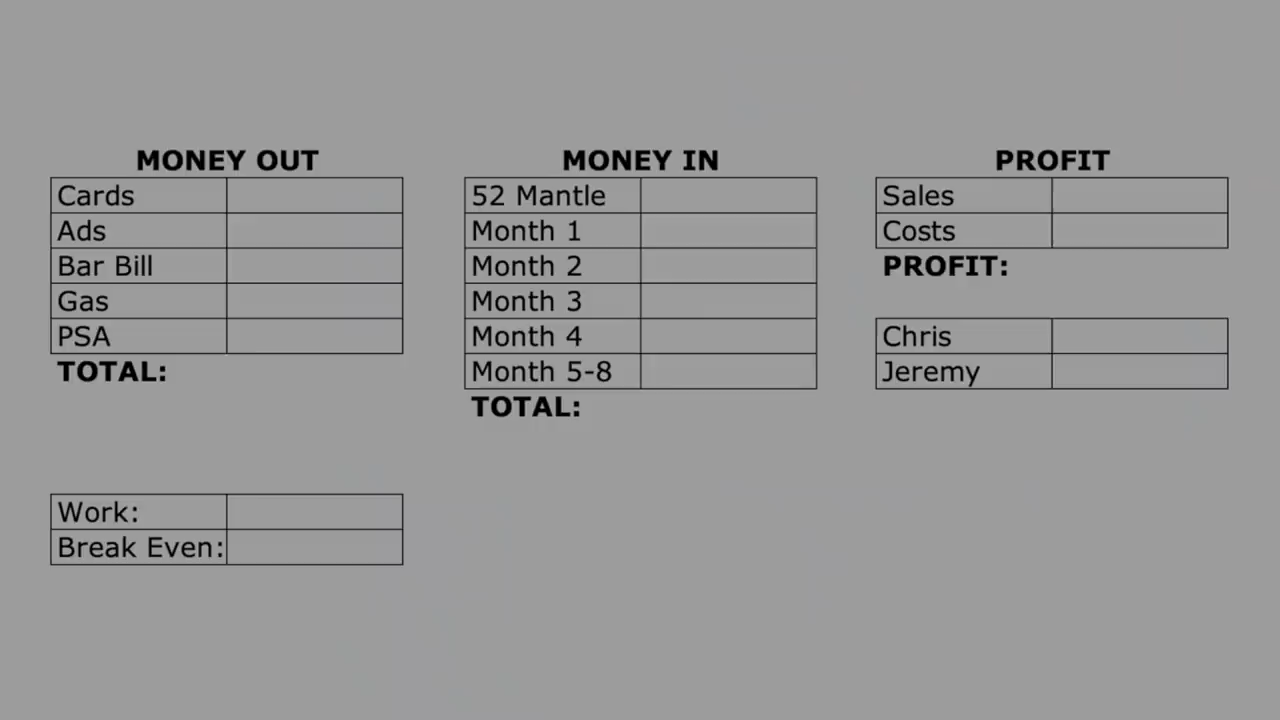 MONEY OUT
Cards
Ads
Bar Bill
Gas
PSA
TOTAL:
Work:
Break Even:
MONEY IN
52 Mantle
Month 1
Month 2
Month 3
Month 4
Month 5-8
TOTAL:
PROFIT
Sales
Costs
PROFIT:
Chris
Jeremy